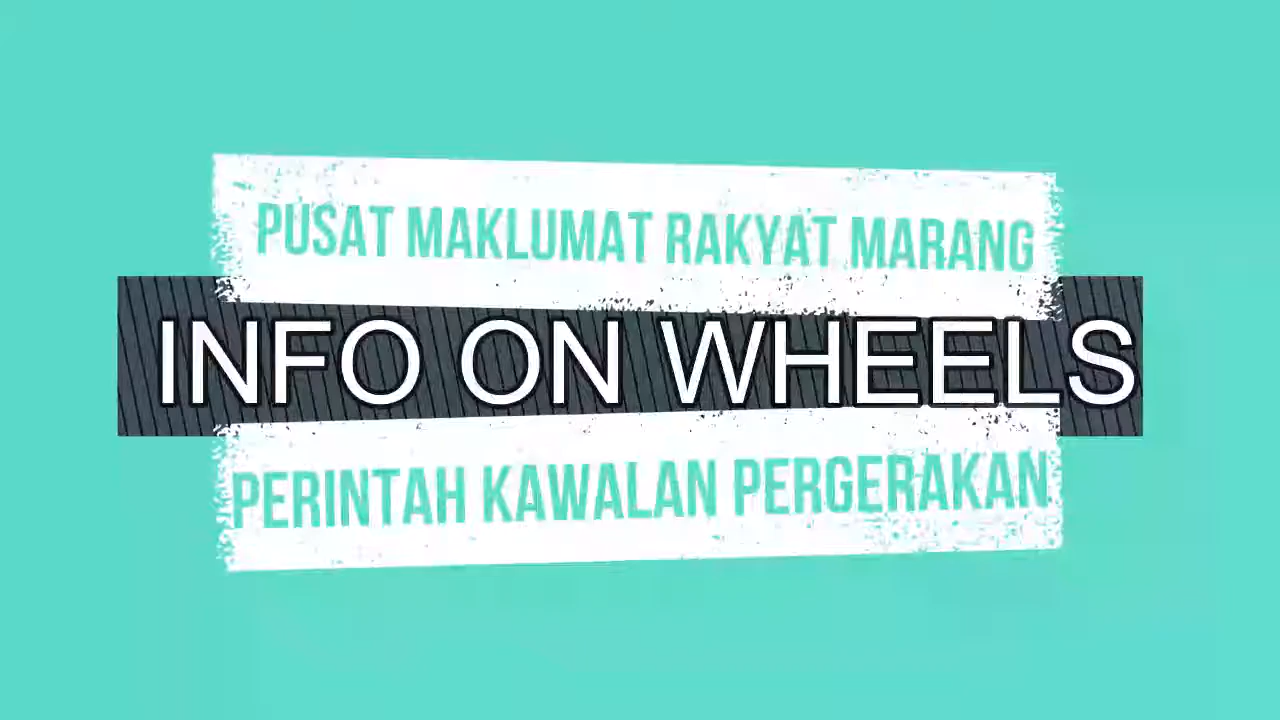 PUSAT MAKLUMAT RAKYAT MARANG
INFO ON WHEELS
PERINTAH KAWALAN PERGERAKAN